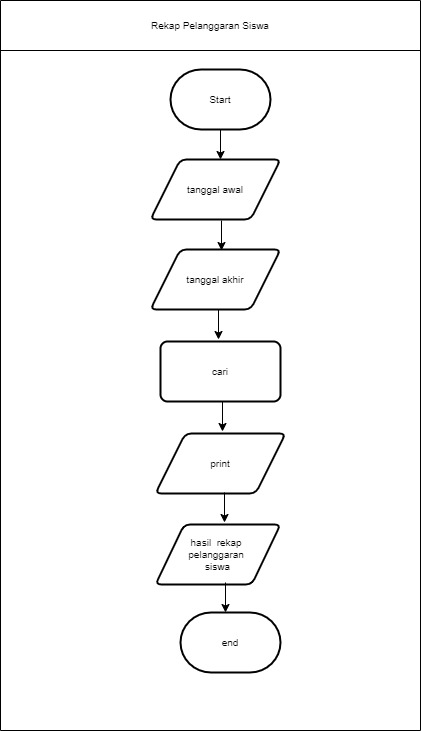 Rekap Pelanggaran Siswa
Start
tanggal awal
tanggal akhir
cari
print
hasil rekap
pelanggaran
siswa
end